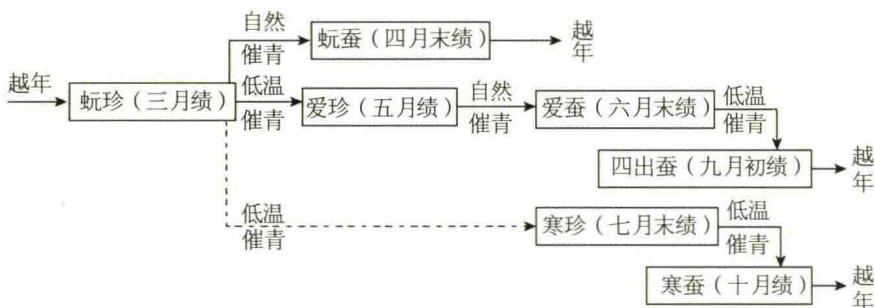 自然
催青
蚖蚕（四月末绩）
越年
越年
蚖珍（三月绩）
低温
催青
爱珍（五月绩）
自然
催青
爱蚕（六月末绩）
低温
催青
四出蚕（九月初绩）
越年
低温
催青
寒珍（七月末绩）
低温
催青
寒蚕（十月绩）
越年